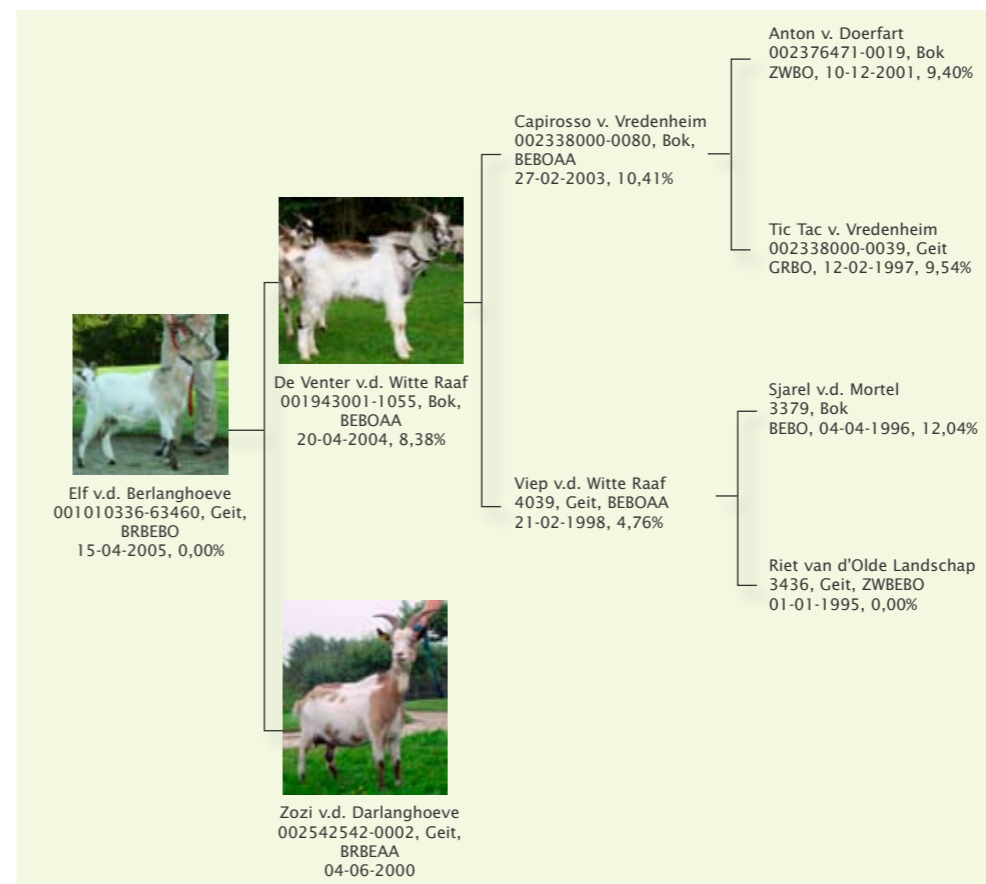 Anton v. Doerfart
002376471-0019, Bok
ZWBO, 10-12-2001, 9,40%
Capirosso v. Vredenheim
002338000-0080, Bok,
BEBOAA
27-02-2003, 10,41%
Tic Tac v. Vredenheim
002338000-0039, Geit
GRBO, 12-02-1997, 9,54%
De Venter v.d. Witte Raaf
001943001-1055, Bok,
BEBOAA
20-04-2004, 8,38%
Sjarel v.d. Mortel
3379, Bok
BEBO, 04-04-1996, 12,04%
Elf v.d. Berlanghoeve
001010336-63460, Geit,
BRBEBO
15-04-2005, 0,00%
Viep v.d. Witte Raaf
4039, Geit, BEBOAA
21-02-1998, 4,76%
Riet van d’Olde Landschap
3436, Geit, ZWBEBO
01-01-1995, 0,00%
Zozi v.d. Darlanghoeve
002542542-0002, Geit,
BRBEAA
04-06-2000